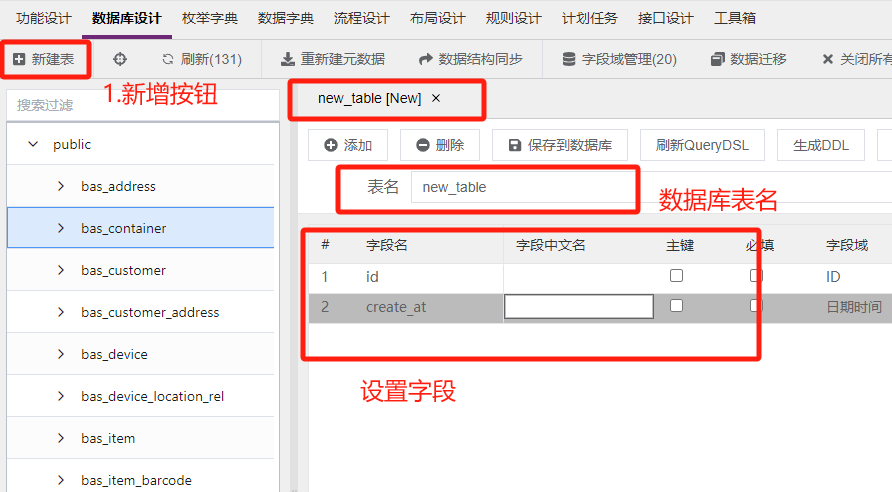 功能设计 数据库设计 枚举字典 数据字典 流程设计 布局设计 规则设计 计划任务 接口设计 工具箱
新建表 刷新(131) 重新建元数据 数据结构同步 字段域管理(20) 数据迁移 关闭所有
1.新增按钮
搜索过滤
new_table [New]
public
bas_address
bas_container
bas_customer
bas_customer_address
bas_device
bas_device_location_rel
bas_item
bas_item_barcode
添加 删除 保存到数据库 刷新QueryDSL 生成DDL
表名 new_table
数据库表名
# 字段名 字段中文名 主键 必填 字段域
1 id ID
2 create_at 日期时间
设置字段